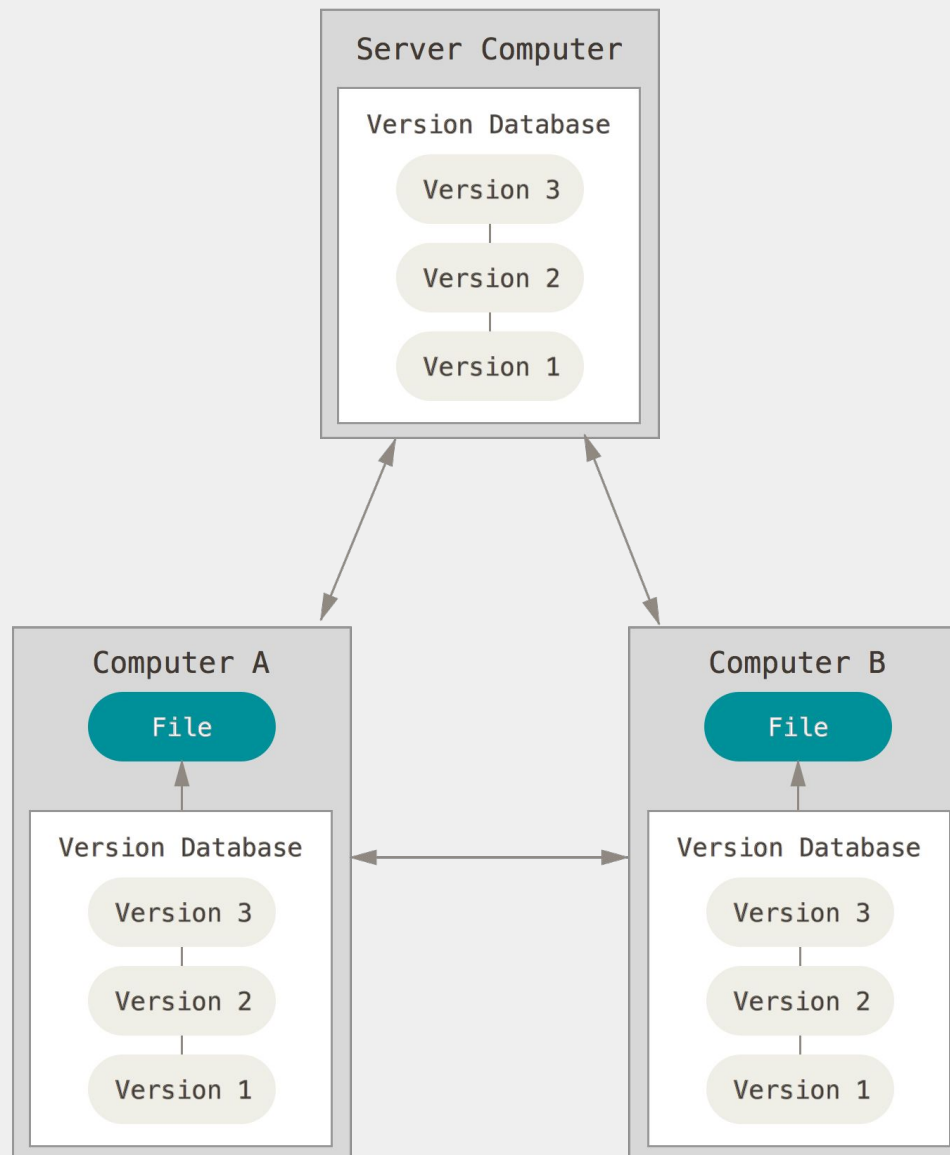 Server Computer
Version Database
Version 3
Version 2
Version 1
Computer A
File
Version Database
Version 3
Version 2
Version 1
Computer B
File
Version Database
Version 3
Version 2
Version 1